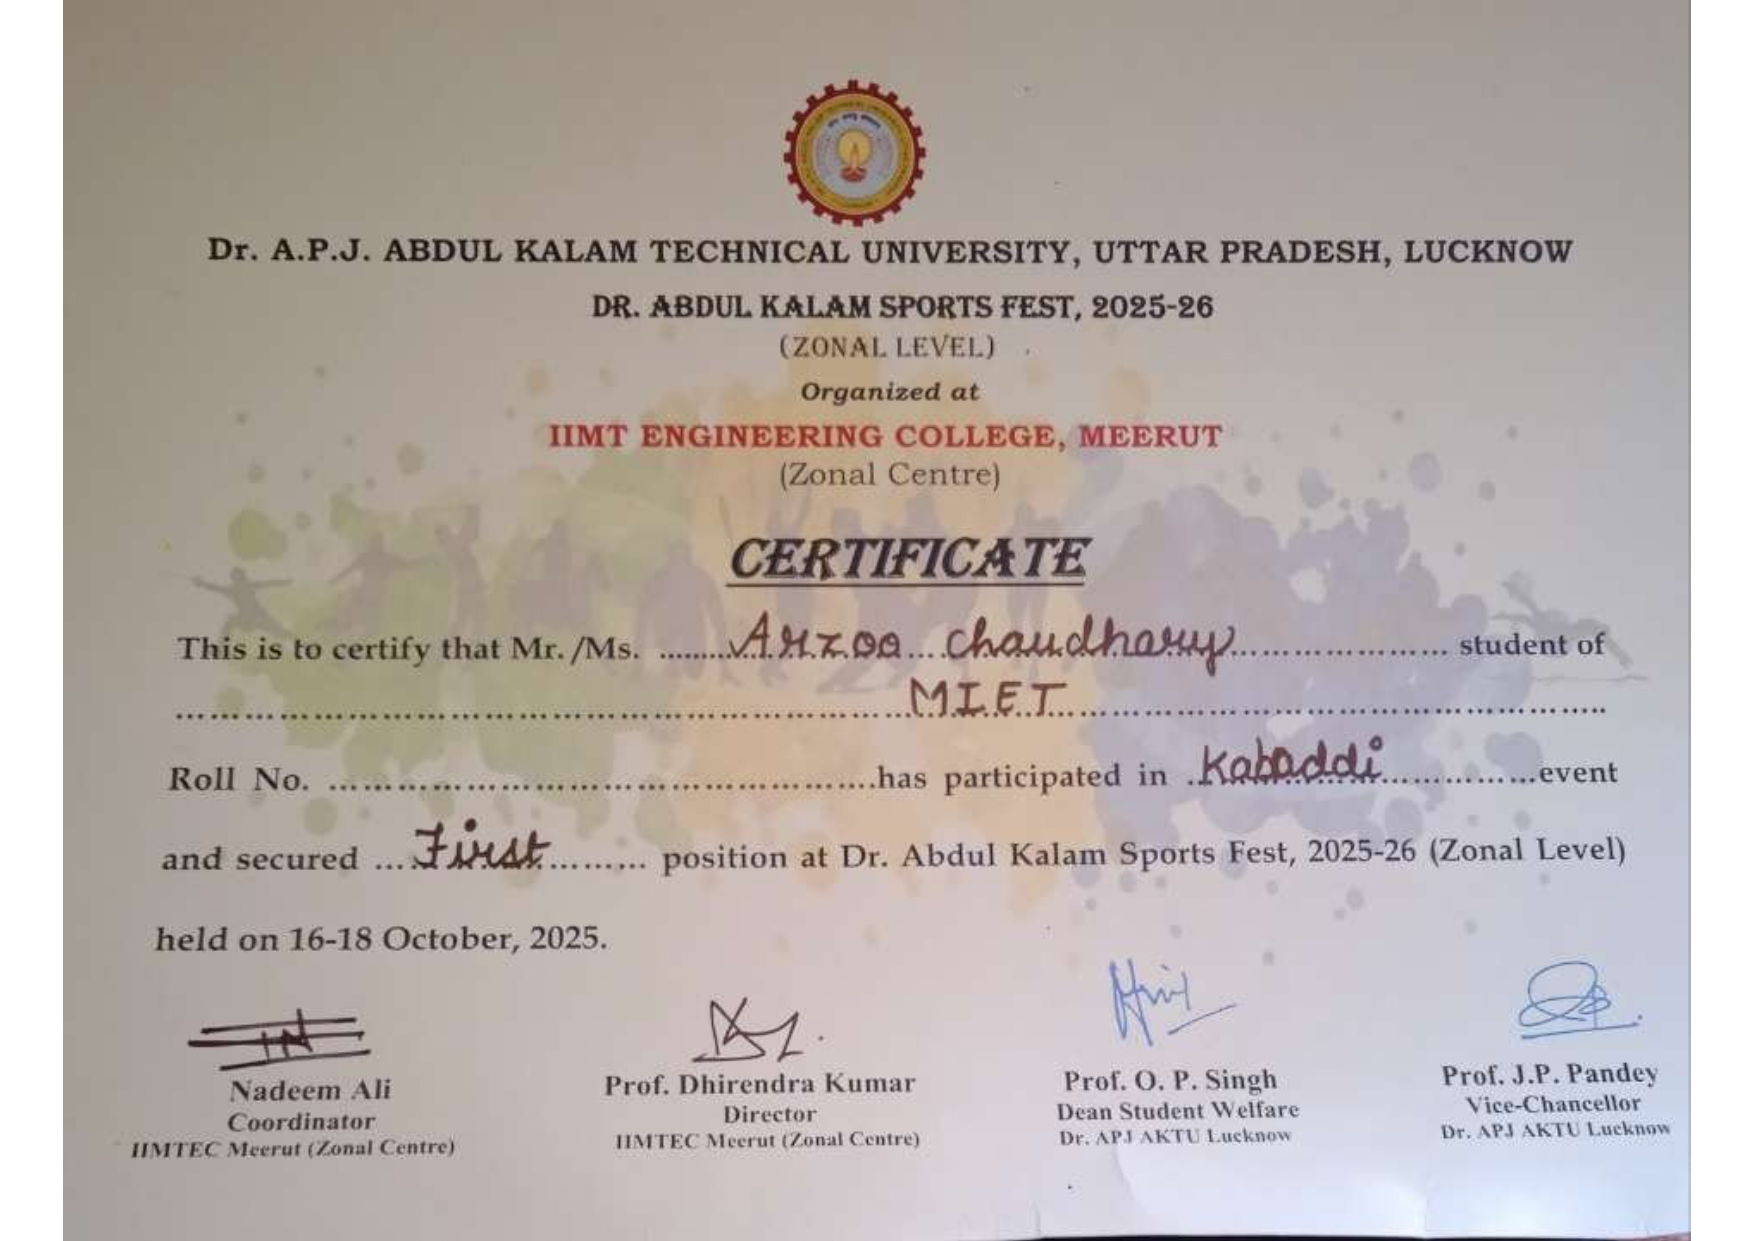 Dr. A.P.J. ABDUL KALAM TECHNICAL UNIVERSITY, UTTAR PRADESH, LUCKNOW
DR. ABDUL KALAM SPORTS FEST, 2025-26
(ZONAL LEVEL)
Organized at
IIMT ENGINEERING COLLEGE, MEERUT
(Zonal Centre)
CERTIFICATE
This is to certify that Mr./Ms. ........Arzoo chaudhary........................ student of
........................M.I.E.T........................
Roll No. ........................has participated in .Kabaddi................event
and secured ....First.......... position at Dr. Abdul Kalam Sports Fest, 2025-26 (Zonal Level)
held on 16-18 October, 2025.
Nadeem Ali
Coordinator
IIMTEC Meerut (Zonal Centre)
Prof. Dhirendra Kumar
Director
IIMTEC Meerut (Zonal Centre)
Prof. O. P. Singh
Dean Student Welfare
Dr. APJ AKTU Lucknow
Prof. J.P. Pandey
Vice-Chancellor
Dr. APJ AKTU Lucknow